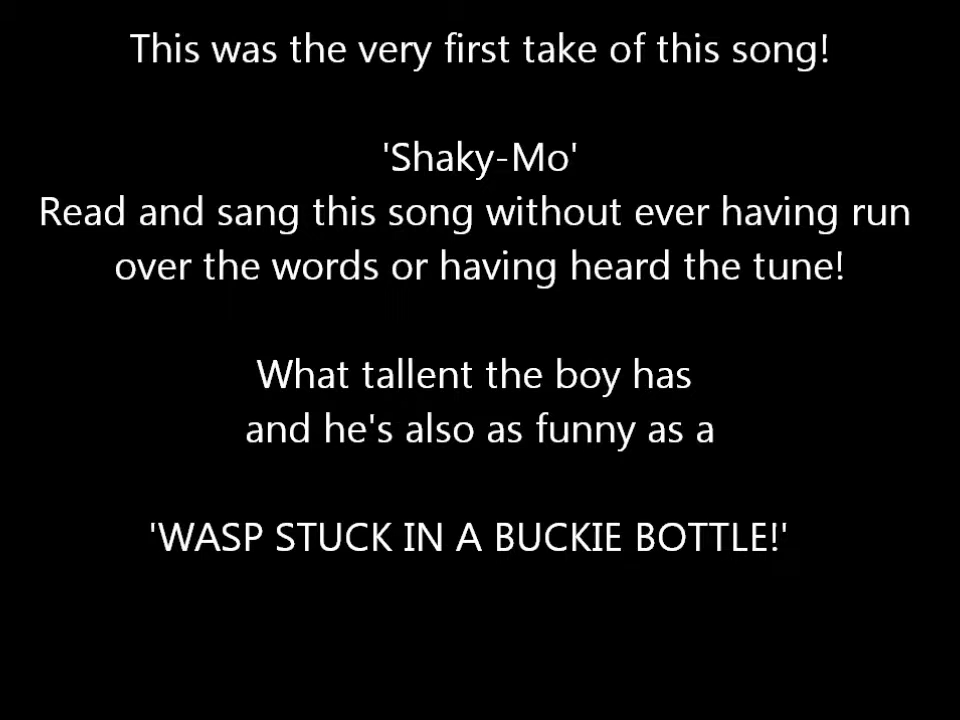 This was the very first take of this song!
'Shaky-Mo'
Read and sang this song without ever having run
over the words or having heard the tune!
What tallent the boy has
and he's also as funny as a
'WASP STUCK IN A BUCKIE BOTTLE!'